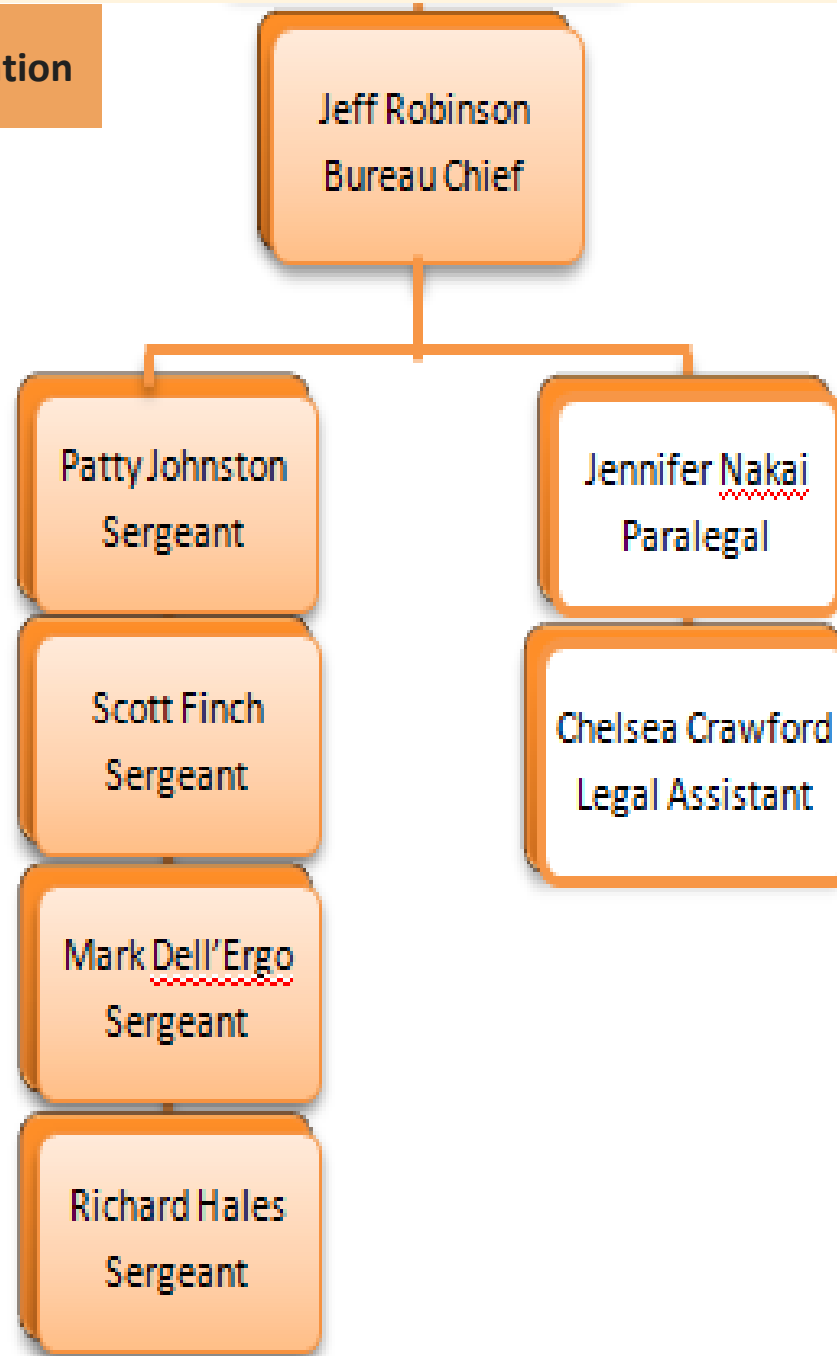 tion
Jeff Robinson
Bureau Chief
Patty Johnston
Sergeant
Jennifer Nakai
Paralegal
Scott Finch
Sergeant
Chelsea Crawford
Legal Assistant
Mark Dell’Ergo
Sergeant
Richard Hales
Sergeant